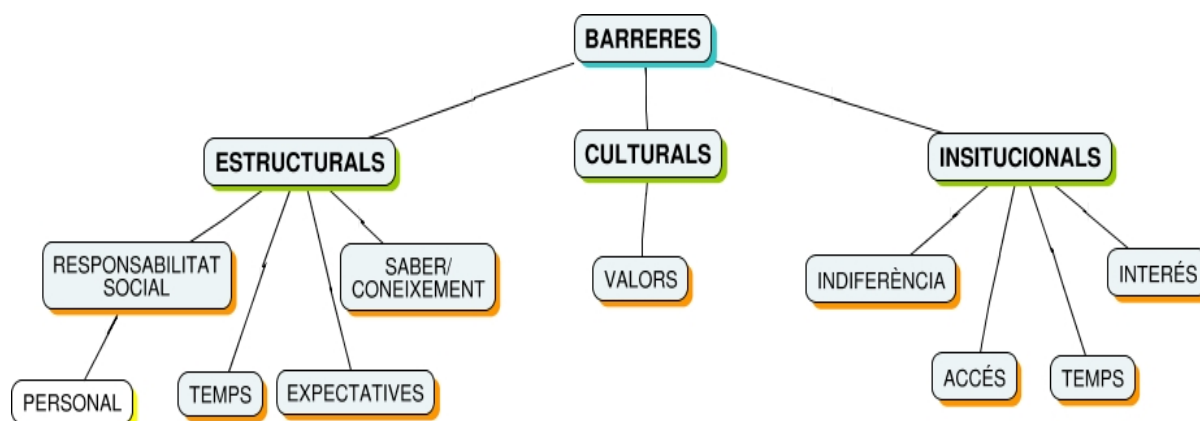 BARRERES
ESTRUCTURALS
CULTURALS
INSITUCIONALS
RESPONSABILITAT
SOCIAL
SABER/
CONEIXEMENT
VALORS
INDIFERÈNCIA
INTERÉS
PERSONAL
TEMPS
EXPECTATIVES
ACCÉS
TEMPS